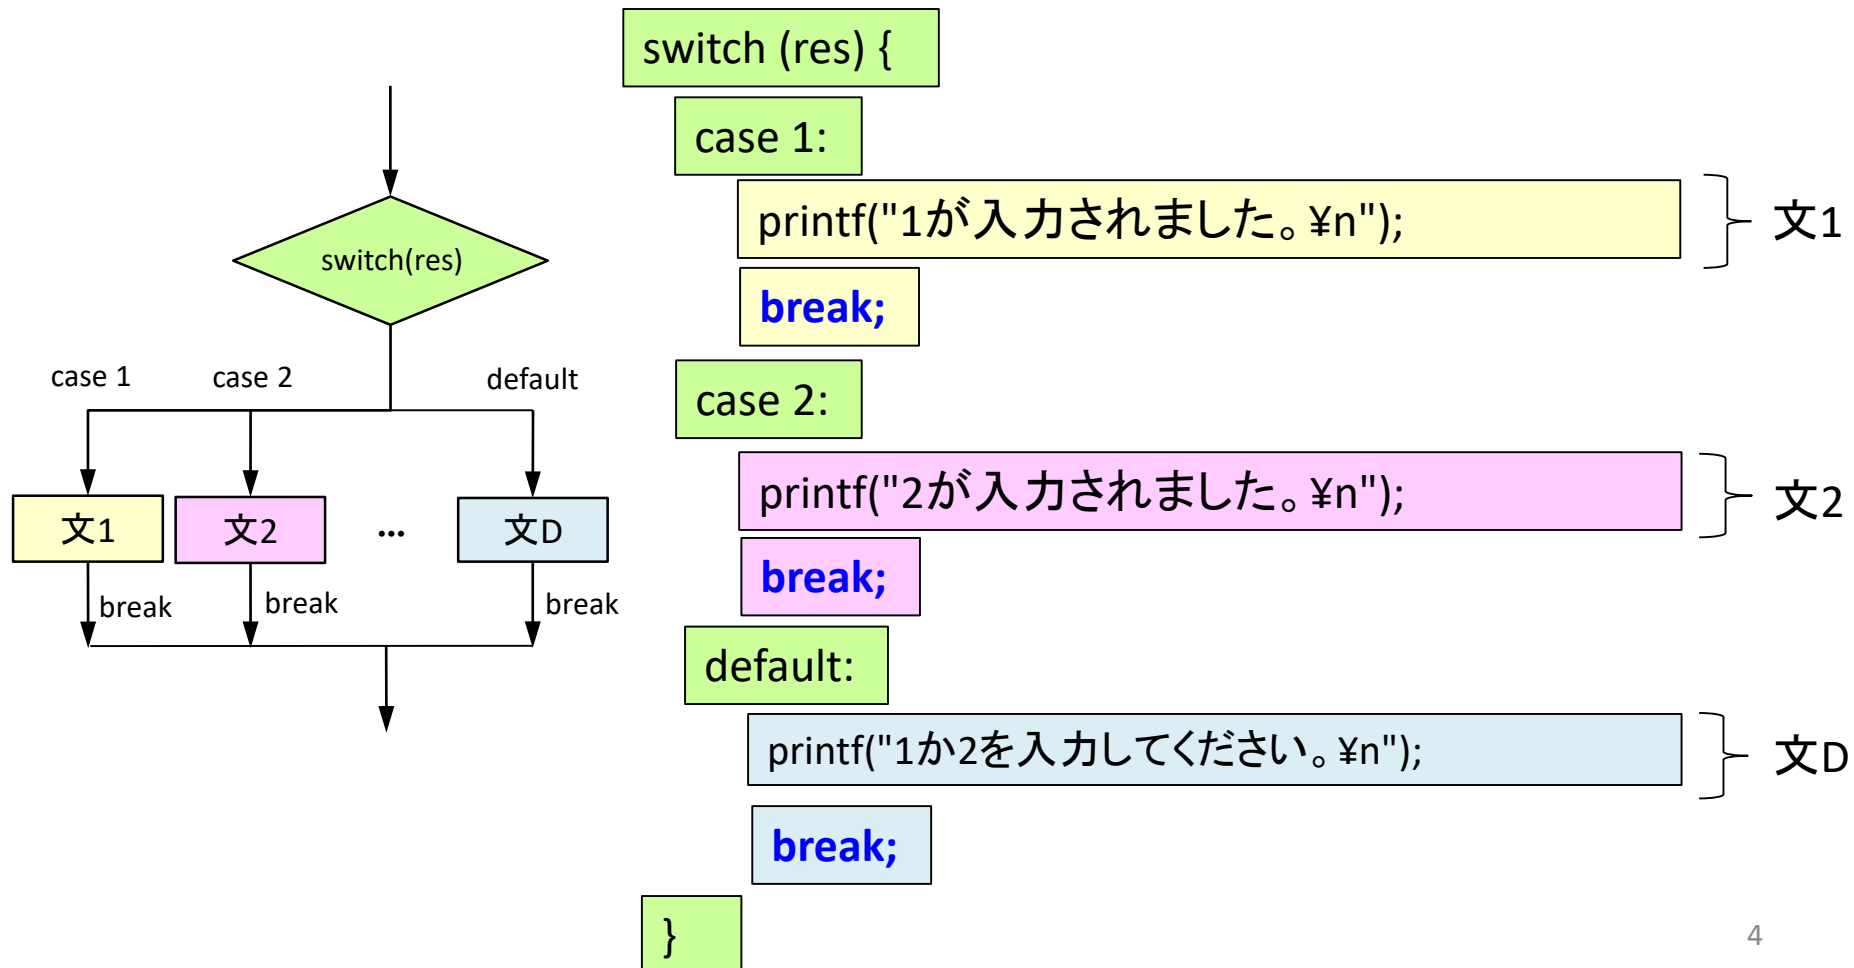 switch(res)
case 1
case 2
default
文1
文2
...
文D
break
break
break
switch (res) {
case 1:
printf("1が入力されました。¥n");
文1
break;
case 2:
printf("2が入力されました。¥n");
文2
break;
default:
printf("1か2を入力してください。¥n");
文D
break;
}
4